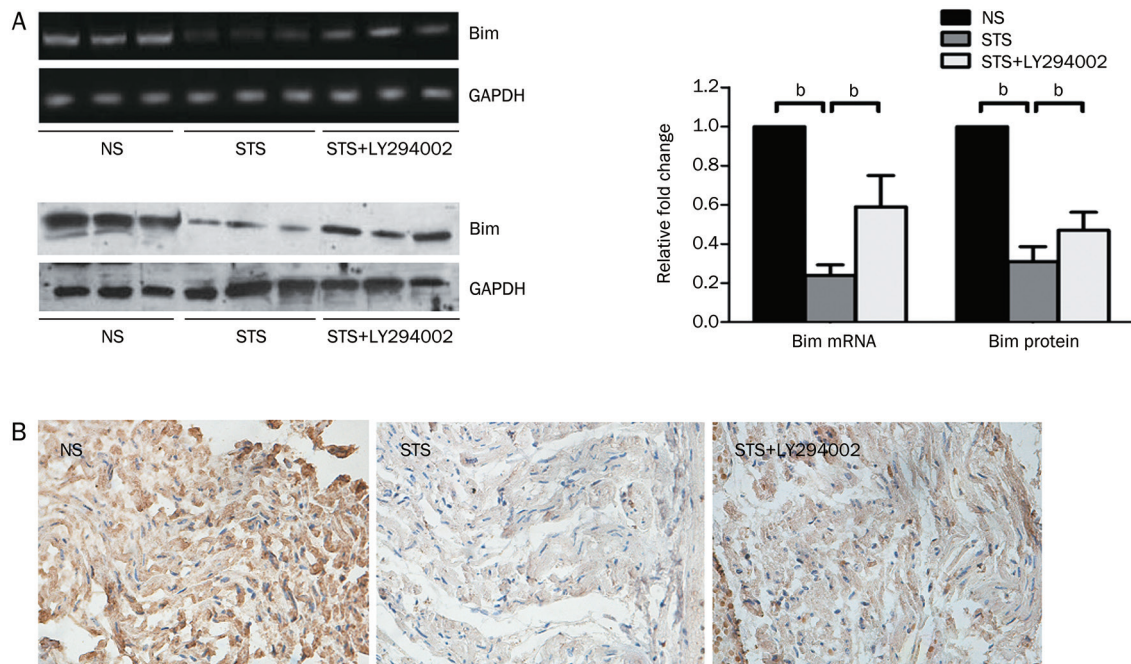 A
Bim
GAPDH
NS STS STS+LY294002
Bim
GAPDH
NS STS STS+LY294002
NS
STS
STS+LY294002
Relative fold change
1.2
1.0
0.8
0.6
0.4
0.2
0.0
b b b b
Bim mRNA Bim protein
B
NS STS STS+LY294002